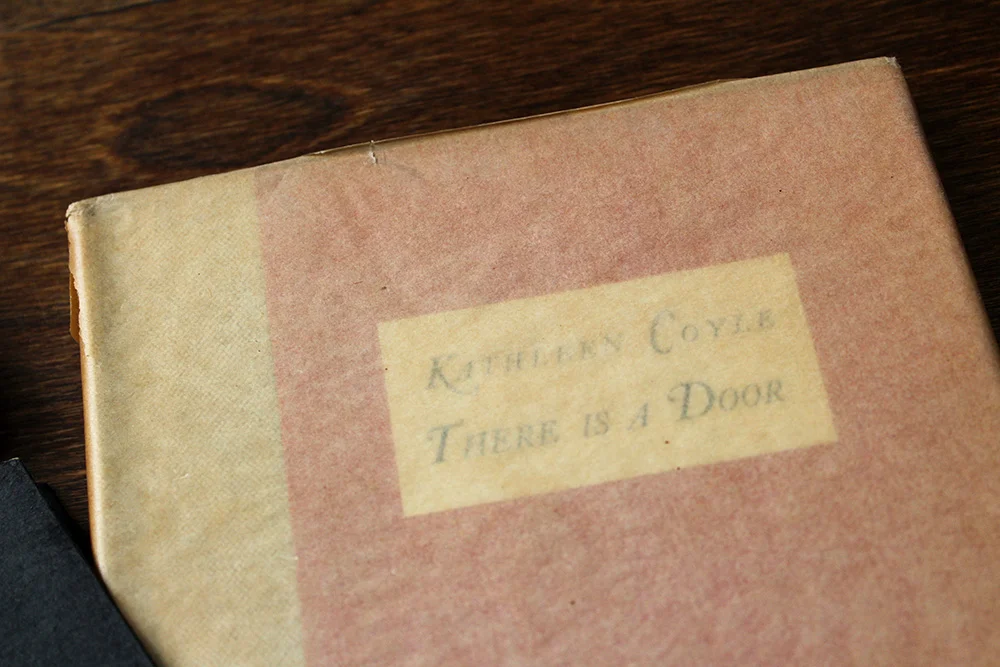 KATHLEEN COYLE
THERE IS A DOOR